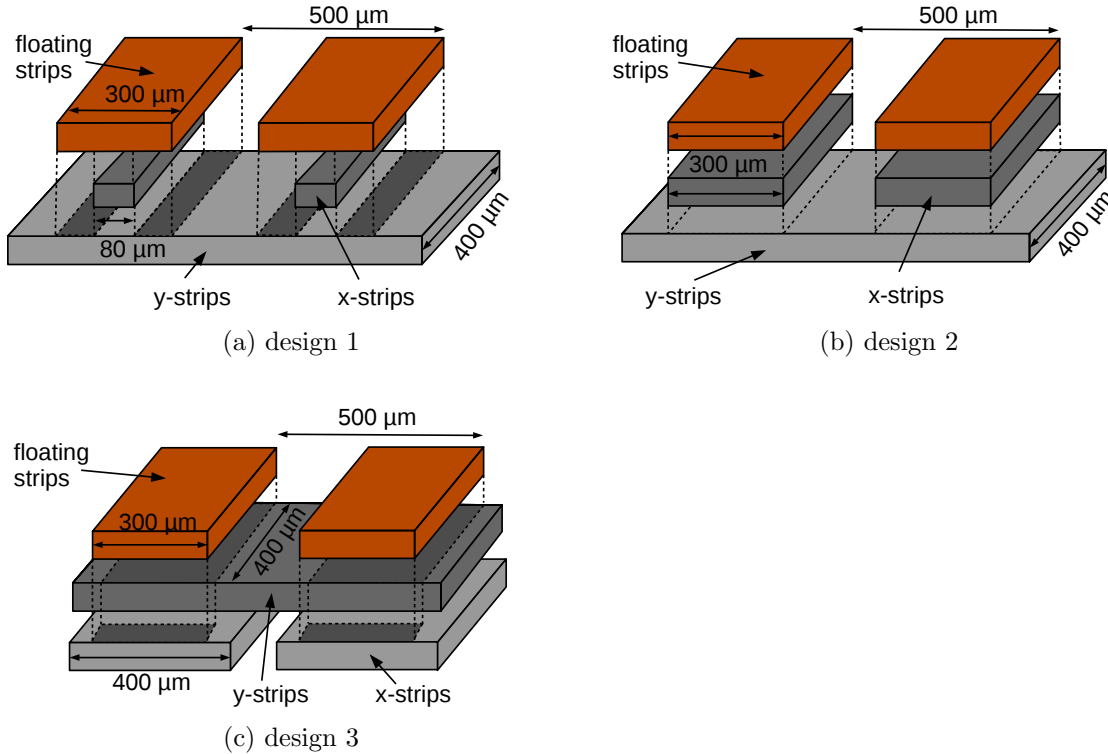 500 µm
floating
strips
300 µm
80 µm
400 µm
y-strips
x-strips
(a) design 1
500 µm
floating
strips
300 µm
400 µm
y-strips
x-strips
(b) design 2
500 µm
floating
strips
300 µm
400 µm
400 µm
y-strips
x-strips
(c) design 3